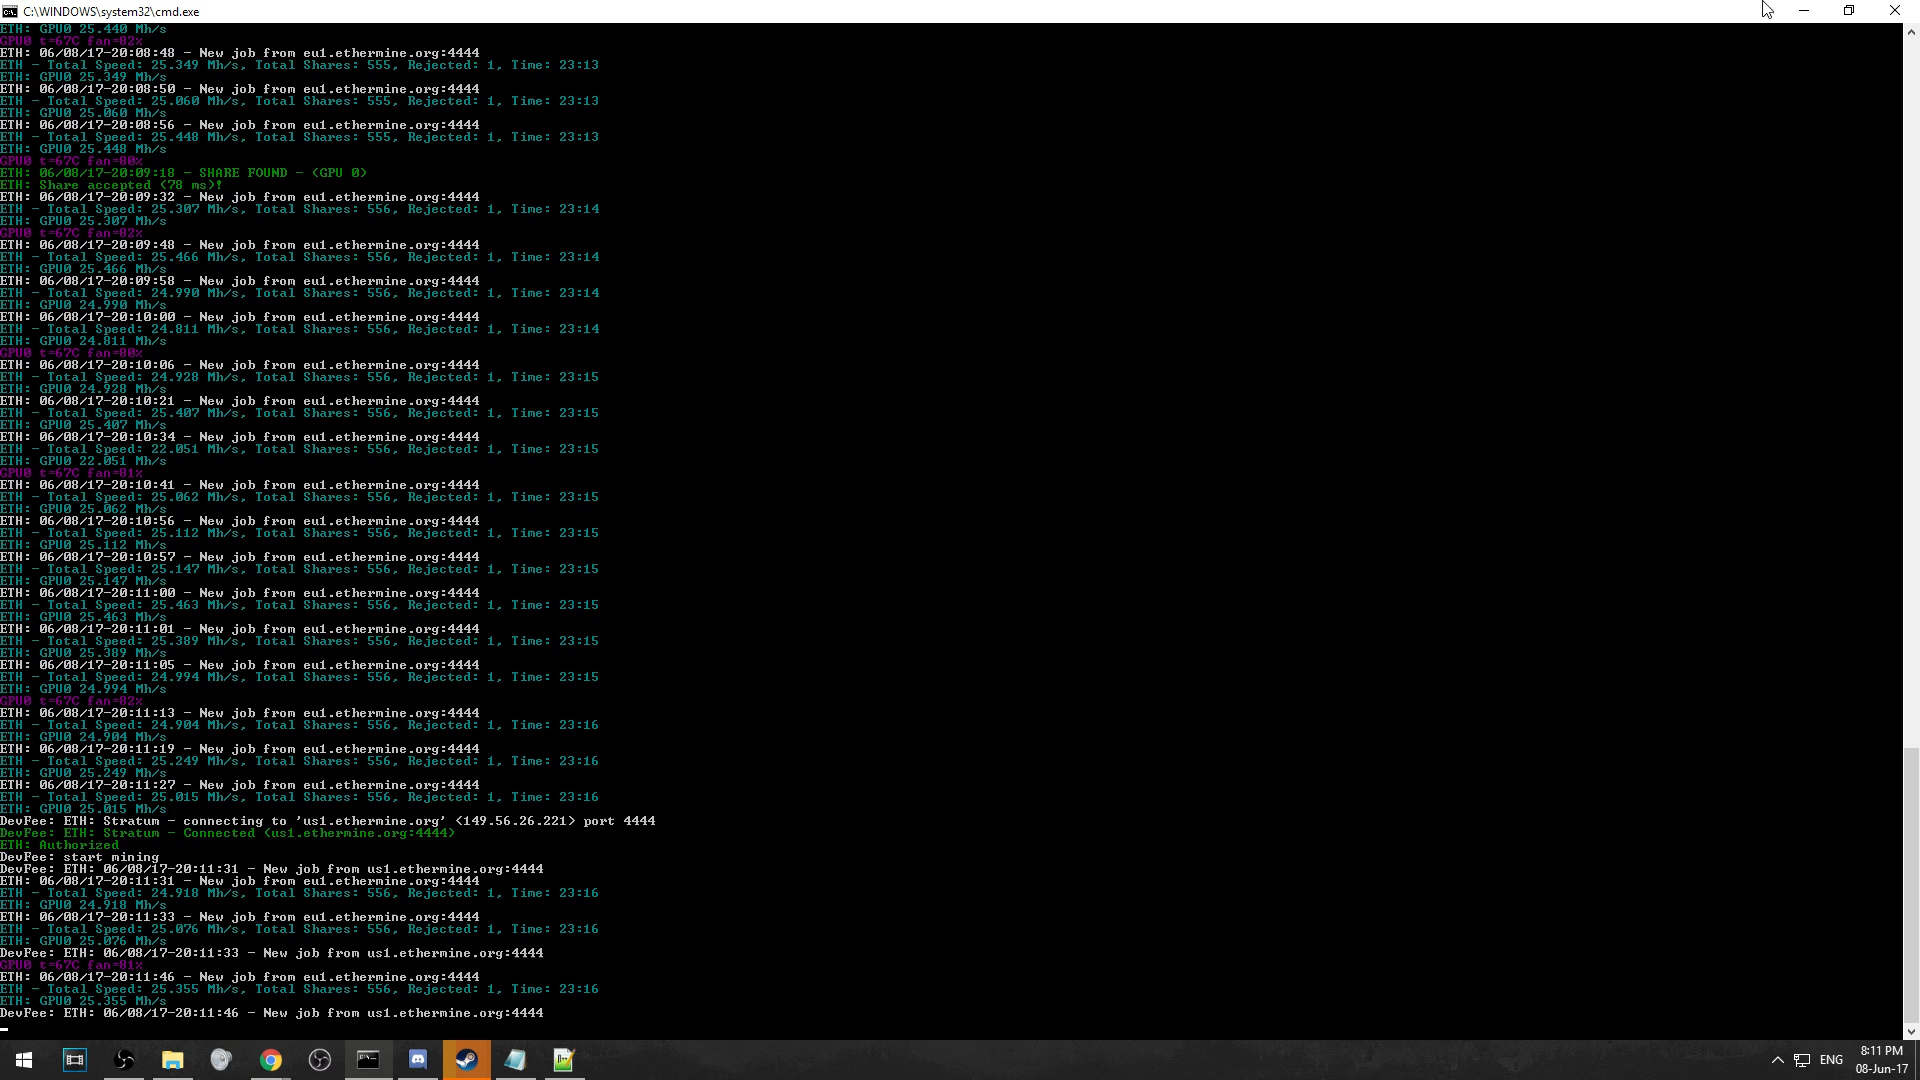 C:\WINDOWS\system32\cmd.exe
ETH: GPU0 25.440 Mh/s
GPU0 t=67C fan=82%
ETH: 06/08/17-20:08:48 - New job from eu1.ethermine.org:4444
ETH - Total Speed: 25.349 Mh/s, Total Shares: 555, Rejected: 1, Time: 23:13
ETH: GPU0 25.349 Mh/s
ETH: 06/08/17-20:08:50 - New job from eu1.ethermine.org:4444
ETH - Total Speed: 25.060 Mh/s, Total Shares: 555, Rejected: 1, Time: 23:13
ETH: GPU0 25.060 Mh/s
ETH: 06/08/17-20:08:56 - New job from eu1.ethermine.org:4444
ETH - Total Speed: 25.448 Mh/s, Total Shares: 555, Rejected: 1, Time: 23:13
ETH: GPU0 25.448 Mh/s
GPU0 t=67C fan=80%
ETH: 06/08/17-20:09:18 - SHARE FOUND - (GPU 0)
ETH: Share accepted (78 ms)!
ETH: 06/08/17-20:09:32 - New job from eu1.ethermine.org:4444
ETH - Total Speed: 25.307 Mh/s, Total Shares: 556, Rejected: 1, Time: 23:14
ETH: GPU0 25.307 Mh/s
GPU0 t=67C fan=82%
ETH: 06/08/17-20:09:48 - New job from eu1.ethermine.org:4444
ETH - Total Speed: 25.466 Mh/s, Total Shares: 556, Rejected: 1, Time: 23:14
ETH: GPU0 25.466 Mh/s
ETH: 06/08/17-20:09:58 - New job from eu1.ethermine.org:4444
ETH - Total Speed: 24.990 Mh/s, Total Shares: 556, Rejected: 1, Time: 23:14
ETH: GPU0 24.990 Mh/s
ETH: 06/08/17-20:10:00 - New job from eu1.ethermine.org:4444
ETH - Total Speed: 24.811 Mh/s, Total Shares: 556, Rejected: 1, Time: 23:14
ETH: GPU0 24.811 Mh/s
GPU0 t=67C fan=80%
ETH: 06/08/17-20:10:06 - New job from eu1.ethermine.org:4444
ETH - Total Speed: 24.928 Mh/s, Total Shares: 556, Rejected: 1, Time: 23:15
ETH: GPU0 24.928 Mh/s
ETH: 06/08/17-20:10:21 - New job from eu1.ethermine.org:4444
ETH - Total Speed: 25.407 Mh/s, Total Shares: 556, Rejected: 1, Time: 23:15
ETH: GPU0 25.407 Mh/s
ETH: 06/08/17-20:10:34 - New job from eu1.ethermine.org:4444
ETH - Total Speed: 22.051 Mh/s, Total Shares: 556, Rejected: 1, Time: 23:15
ETH: GPU0 22.051 Mh/s
GPU0 t=67C fan=81%
ETH: 06/08/17-20:10:41 - New job from eu1.ethermine.org:4444
ETH - Total Speed: 25.062 Mh/s, Total Shares: 556, Rejected: 1, Time: 23:15
ETH: GPU0 25.062 Mh/s
ETH: 06/08/17-20:10:56 - New job from eu1.ethermine.org:4444
ETH - Total Speed: 25.112 Mh/s, Total Shares: 556, Rejected: 1, Time: 23:15
ETH: GPU0 25.112 Mh/s
ETH: 06/08/17-20:10:57 - New job from eu1.ethermine.org:4444
ETH - Total Speed: 25.147 Mh/s, Total Shares: 556, Rejected: 1, Time: 23:15
ETH: GPU0 25.147 Mh/s
ETH: 06/08/17-20:11:00 - New job from eu1.ethermine.org:4444
ETH - Total Speed: 25.463 Mh/s, Total Shares: 556, Rejected: 1, Time: 23:15
ETH: GPU0 25.463 Mh/s
ETH: 06/08/17-20:11:01 - New job from eu1.ethermine.org:4444
ETH - Total Speed: 25.389 Mh/s, Total Shares: 556, Rejected: 1, Time: 23:15
ETH: GPU0 25.389 Mh/s
ETH: 06/08/17-20:11:05 - New job from eu1.ethermine.org:4444
ETH - Total Speed: 24.994 Mh/s, Total Shares: 556, Rejected: 1, Time: 23:15
ETH: GPU0 24.994 Mh/s
GPU0 t=67C fan=82%
ETH: 06/08/17-20:11:13 - New job from eu1.ethermine.org:4444
ETH - Total Speed: 24.904 Mh/s, Total Shares: 556, Rejected: 1, Time: 23:16
ETH: GPU0 24.904 Mh/s
ETH: 06/08/17-20:11:19 - New job from eu1.ethermine.org:4444
ETH - Total Speed: 25.249 Mh/s, Total Shares: 556, Rejected: 1, Time: 23:16
ETH: GPU0 25.249 Mh/s
ETH: 06/08/17-20:11:27 - New job from eu1.ethermine.org:4444
ETH - Total Speed: 25.015 Mh/s, Total Shares: 556, Rejected: 1, Time: 23:16
ETH: GPU0 25.015 Mh/s
DevFee: ETH: Stratum - connecting to 'us1.ethermine.org' <149.56.26.221> port 4444
DevFee: ETH: Stratum - Connected (us1.ethermine.org:4444)
ETH: Authorized
DevFee: start mining
DevFee: ETH: 06/08/17-20:11:31 - New job from us1.ethermine.org:4444
ETH: 06/08/17-20:11:31 - New job from eu1.ethermine.org:4444
ETH - Total Speed: 24.918 Mh/s, Total Shares: 556, Rejected: 1, Time: 23:16
ETH: GPU0 24.918 Mh/s
ETH: 06/08/17-20:11:33 - New job from eu1.ethermine.org:4444
ETH - Total Speed: 25.076 Mh/s, Total Shares: 556, Rejected: 1, Time: 23:16
ETH: GPU0 25.076 Mh/s
DevFee: ETH: 06/08/17-20:11:33 - New job from us1.ethermine.org:4444
GPU0 t=67C fan=81%
ETH: 06/08/17-20:11:46 - New job from eu1.ethermine.org:4444
ETH - Total Speed: 25.355 Mh/s, Total Shares: 556, Rejected: 1, Time: 23:16
ETH: GPU0 25.355 Mh/s
DevFee: ETH: 06/08/17-20:11:46 - New job from us1.ethermine.org:4444
ENG
8:11 PM
08-Jun-17